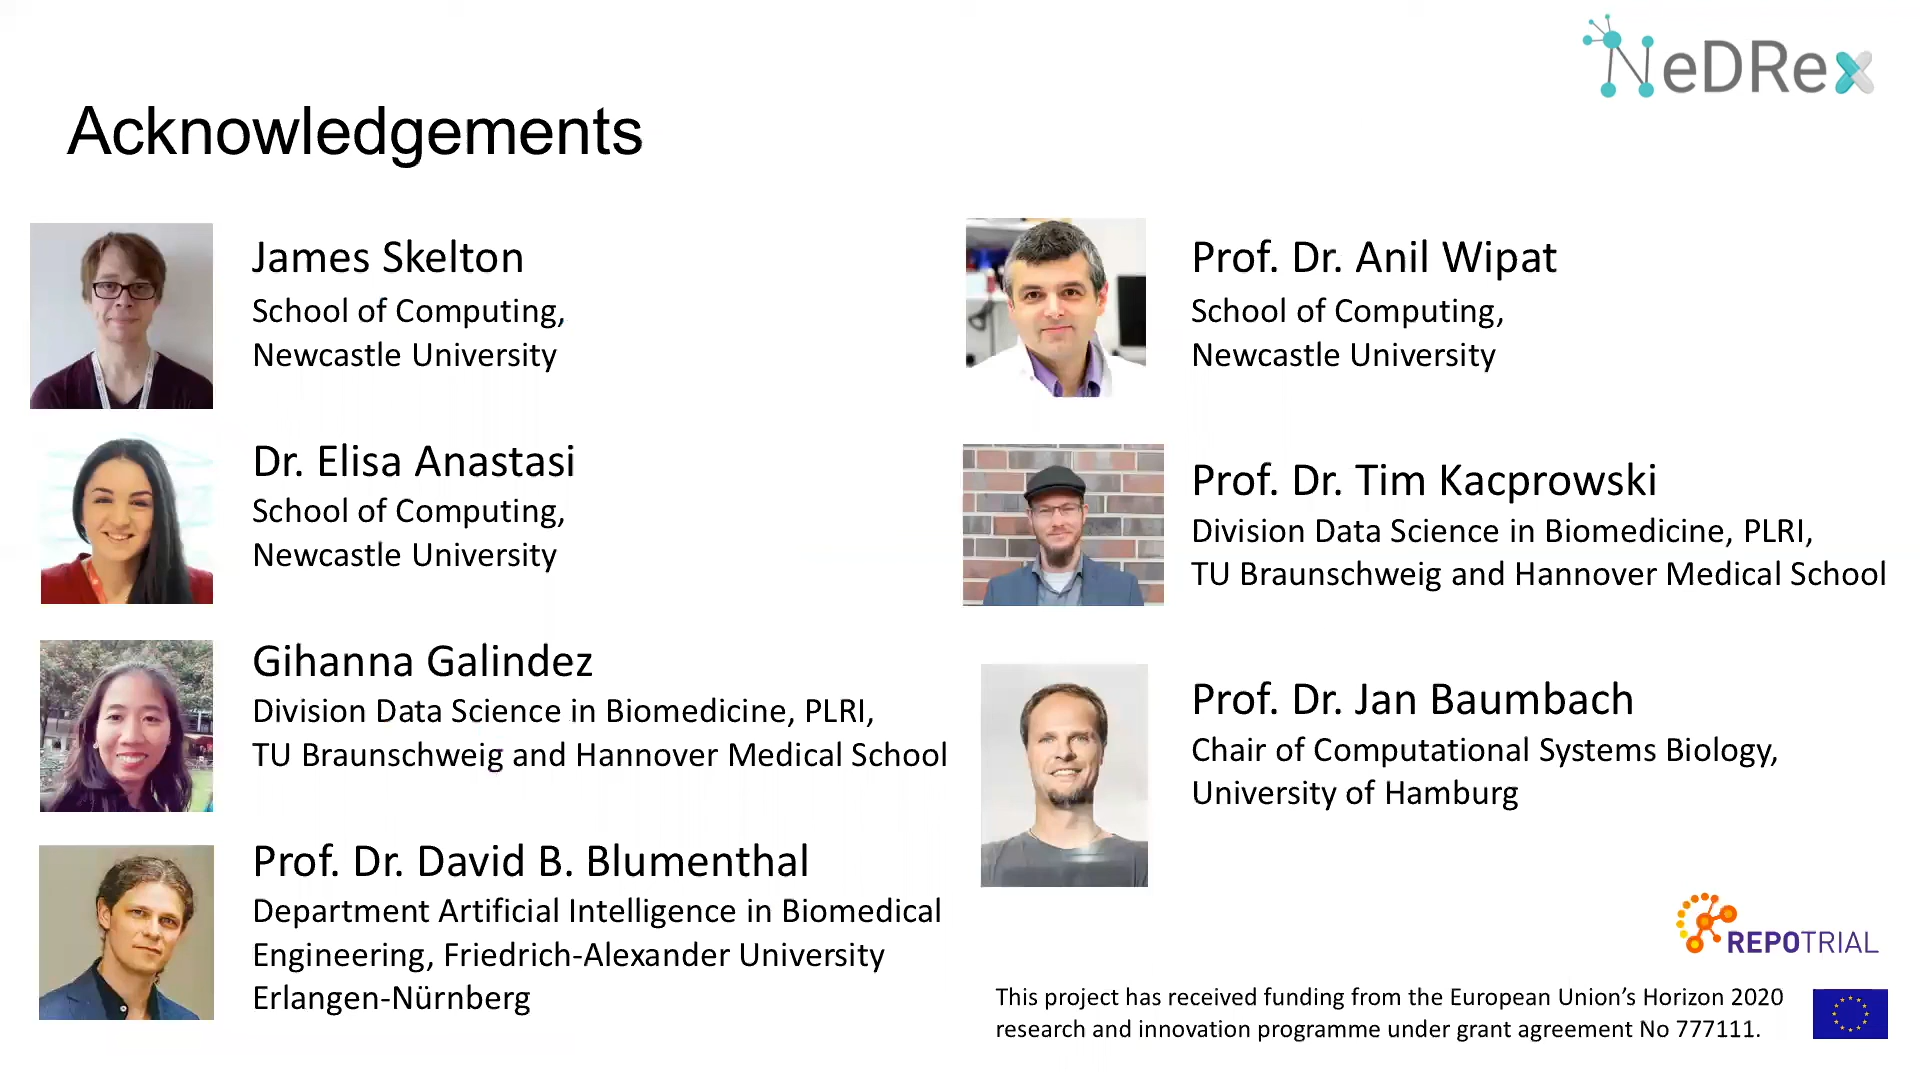 NeDRex
Acknowledgements
James Skelton
School of Computing,
Newcastle University
Dr. Elisa Anastasi
School of Computing,
Newcastle University
Gihanna Galindez
Division Data Science in Biomedicine, PLRI,
TU Braunschweig and Hannover Medical School
Prof. Dr. David B. Blumenthal
Department Artificial Intelligence in Biomedical
Engineering, Friedrich-Alexander University
Erlangen-Nürnberg
Prof. Dr. Anil Wipat
School of Computing,
Newcastle University
Prof. Dr. Tim Kacprowski
Division Data Science in Biomedicine, PLRI,
TU Braunschweig and Hannover Medical School
Prof. Dr. Jan Baumbach
Chair of Computational Systems Biology,
University of Hamburg
REPOTRIAL
This project has received funding from the European Union’s Horizon 2020
research and innovation programme under grant agreement No 777111.